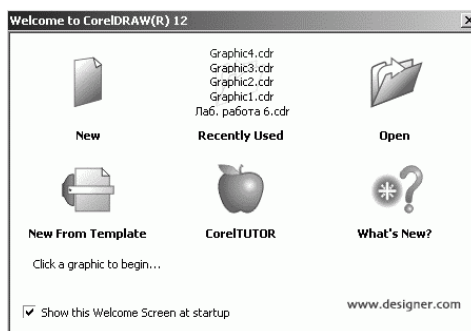 Welcome to CorelDRAW(R) 12
Graphic4.cdr
Graphic3.cdr
Graphic2.cdr
Graphic1.cdr
Лаб. работа 6.cdr
New
Recently Used
Open
New From Template
CorelTUTOR
What's New?
Click a graphic to begin...
Show this Welcome Screen at startup
www.designer.com